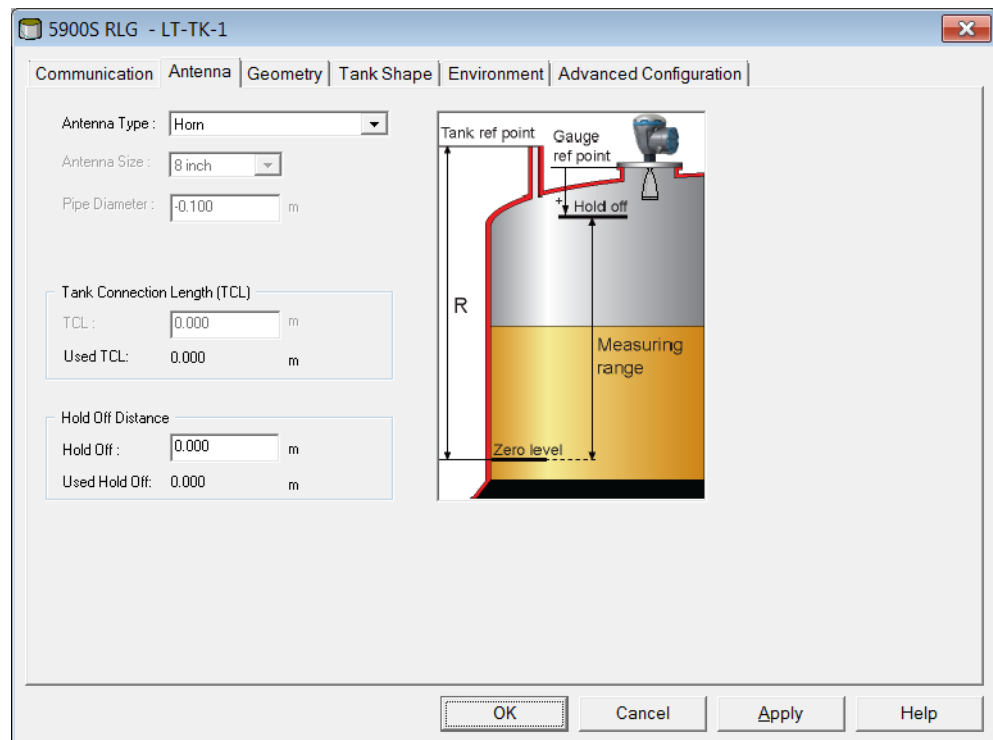 5900S RLG - LT-TK-1
Communication Antenna Geometry Tank Shape Environment Advanced Configuration
Antenna Type : Horn
Antenna Size : 8 inch
Pipe Diameter : -0.100 m
Tank Connection Length (TCL)
TCL : 0.000 m
Used TCL: 0.000 m
Hold Off Distance
Hold Off : 0.000 m
Used Hold Off: 0.000 m
Tank ref point
Gauge
ref point
+ Hold off
R
Measuring
range
Zero level
OK Cancel Apply Help